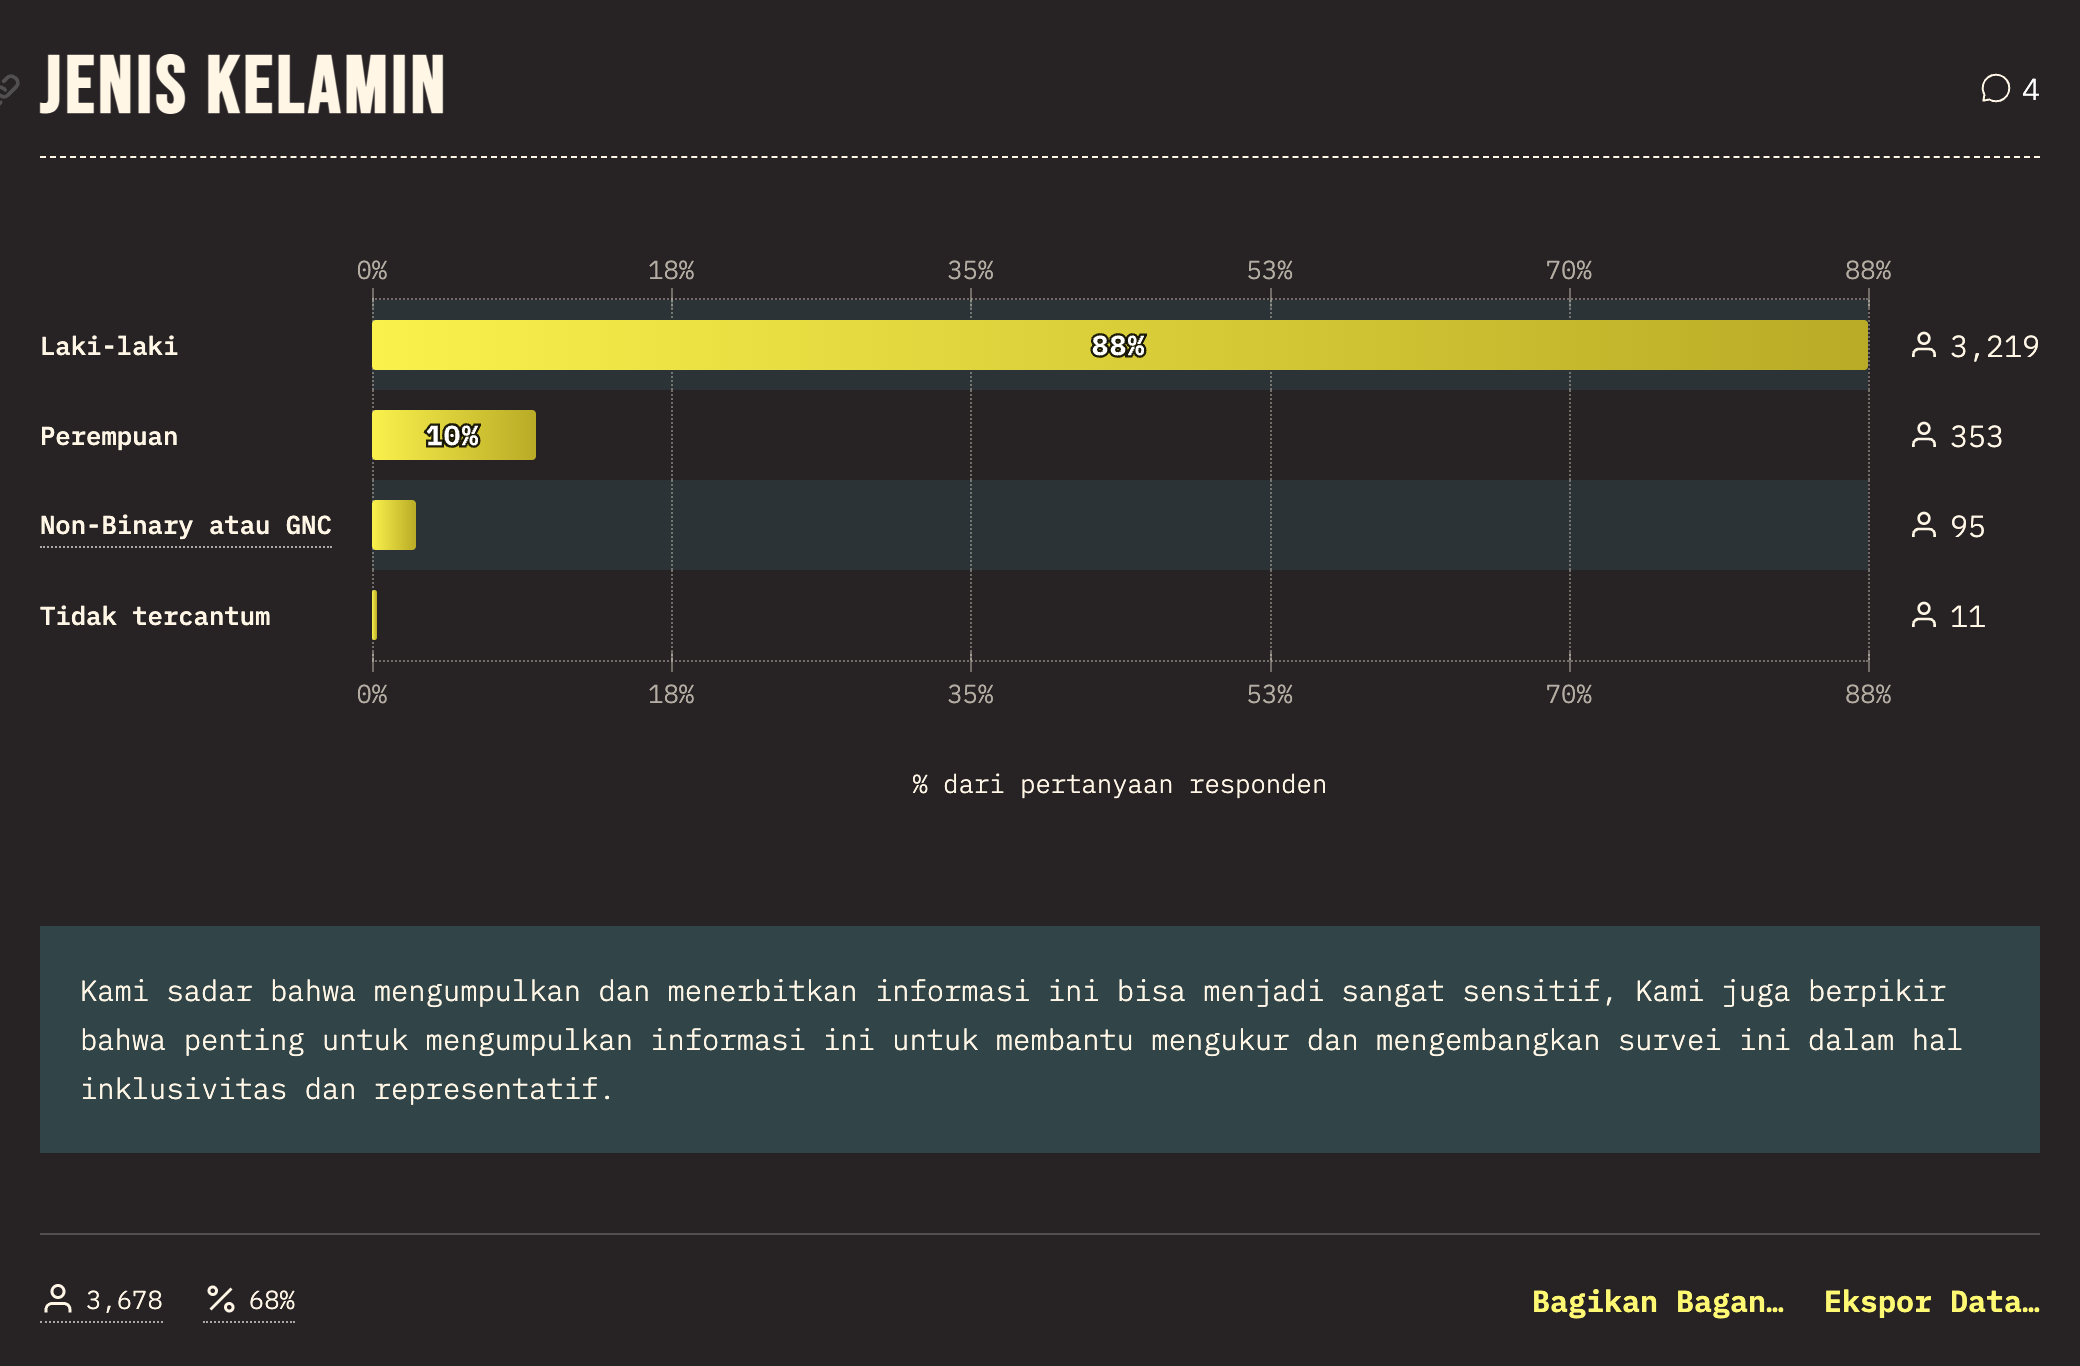 JENIS KELAMIN
4
0% 18% 35% 53% 70% 88%
Laki-laki 88% 3,219
Perempuan 10% 353
Non-Binary atau GNC 95
Tidak tercantum 11
0% 18% 35% 53% 70% 88%
% dari pertanyaan responden
Kami sadar bahwa mengumpulkan dan menerbitkan informasi ini bisa menjadi sangat sensitif, Kami juga berpikir
bahwa penting untuk mengumpulkan informasi ini untuk membantu mengukur dan mengembangkan survei ini dalam hal
inklusivitas dan representatif.
3,678 68% Bagikan Bagan… Ekspor Data…